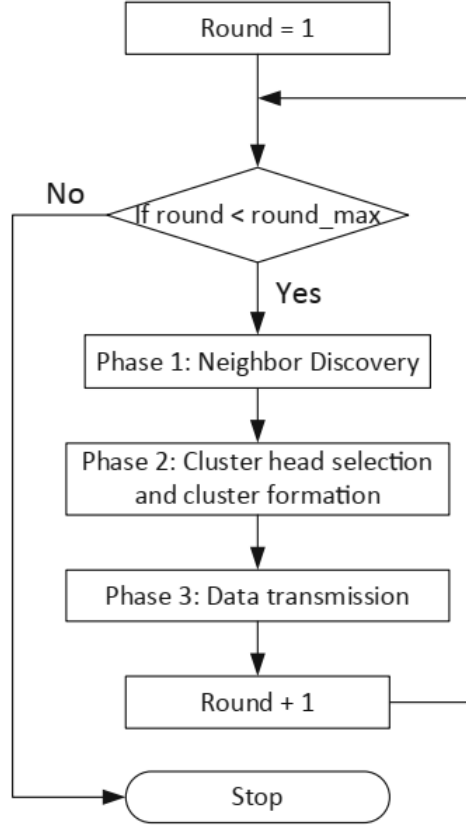 Round = 1
If round < round_max
No
Yes
Phase 1: Neighbor Discovery
Phase 2: Cluster head selection
and cluster formation
Phase 3: Data transmission
Round + 1
Stop